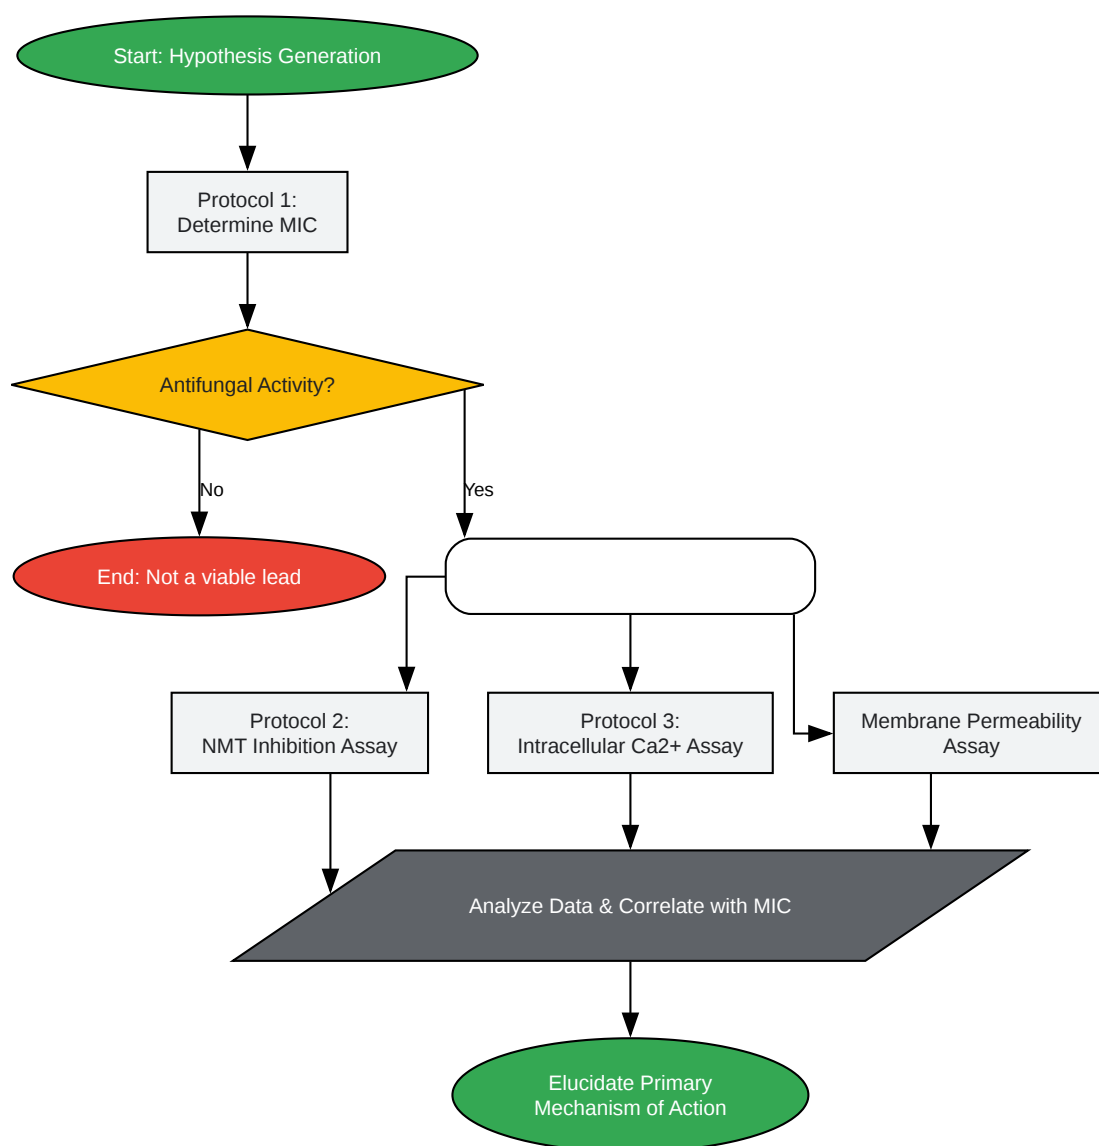 Start: Hypothesis Generation
Protocol 1:
Determine MIC
Antifungal Activity?
No
Yes
End: Not a viable lead
Protocol 2:
NMT Inhibition Assay
Protocol 3:
Intracellular Ca2+ Assay
Membrane Permeability
Assay
Analyze Data & Correlate with MIC
Elucidate Primary
Mechanism of Action